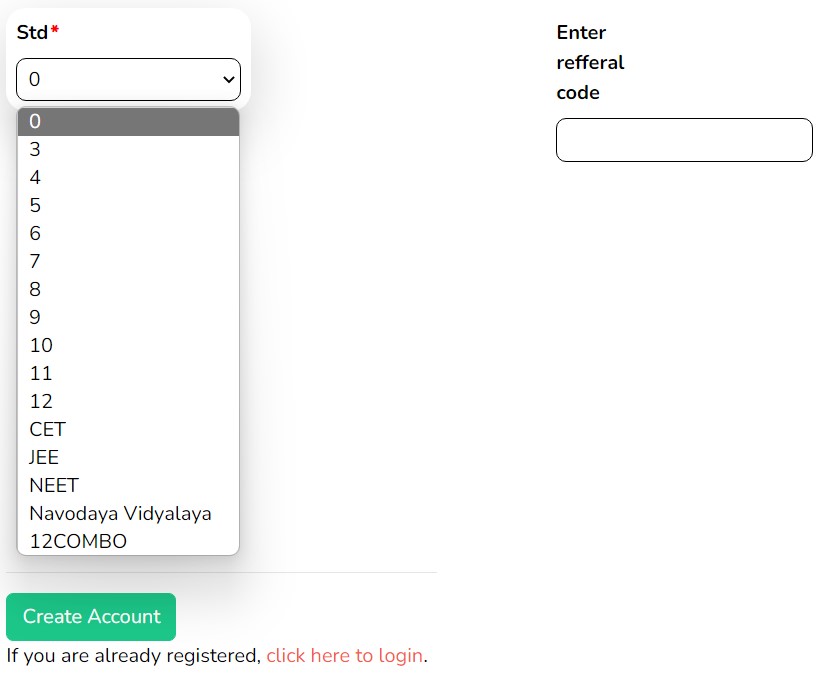 Std*
0
0
3
4
5
6
7
8
9
10
11
12
CET
JEE
NEET
Navodaya Vidyalaya
12COMBO
Enter
refferal
code
Create Account
If you are already registered, click here to login.